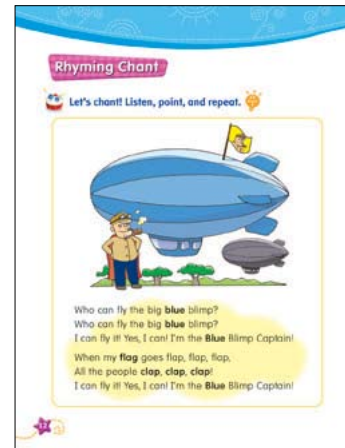 Rhyming Chant
Let's chant! Listen, point, and repeat.
Who can fly the big blue blimp?
Who can fly the big blue blimp?
I can fly it! Yes, I can! I'm the Blue Blimp Captain!
When my flag goes flap, flap, flap,
All the people clap, clap, clap!
I can fly it! Yes, I can! I'm the Blue Blimp Captain!
12